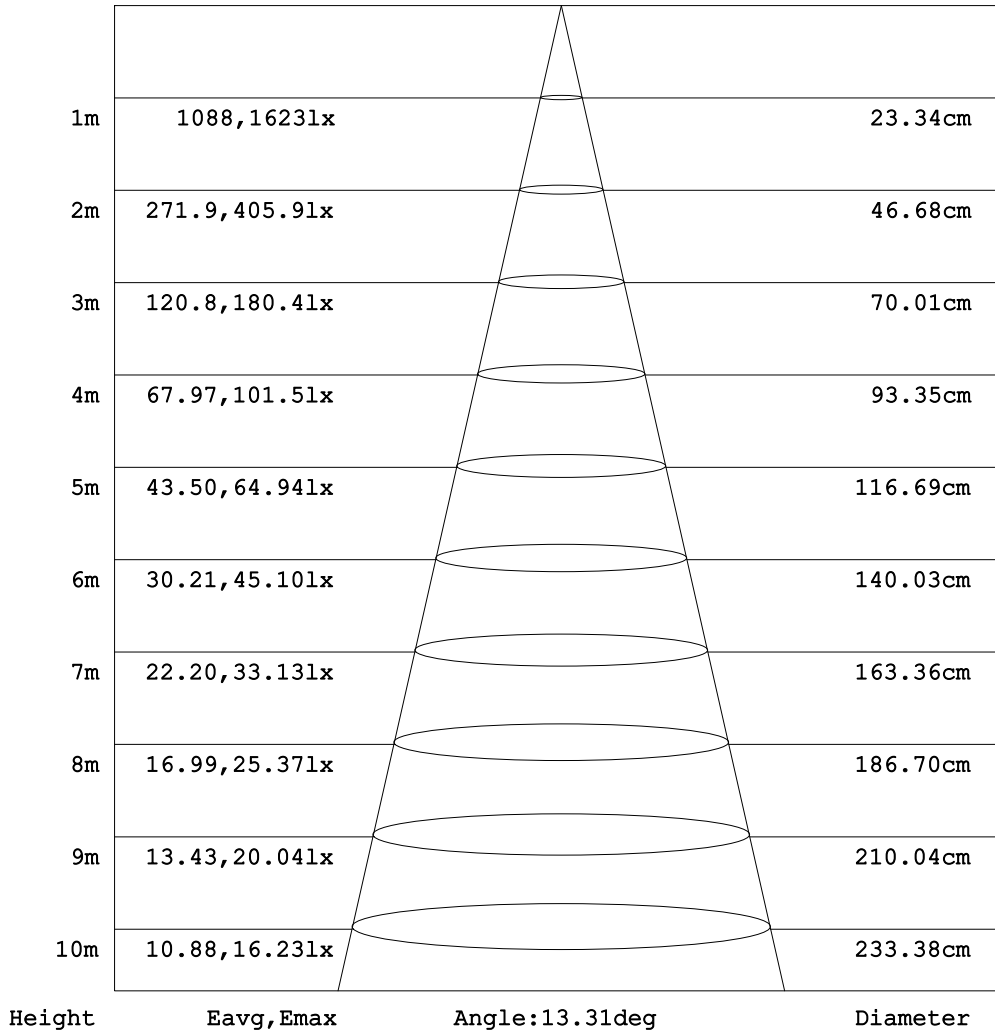 1m 1088,1623lx 23.34cm
2m 271.9,405.9lx 46.68cm
3m 120.8,180.4lx 70.01cm
4m 67.97,101.5lx 93.35cm
5m 43.50,64.94lx 116.69cm
6m 30.21,45.10lx 140.03cm
7m 22.20,33.13lx 163.36cm
8m 16.99,25.37lx 186.70cm
9m 13.43,20.04lx 210.04cm
10m 10.88,16.23lx 233.38cm
Height Eavg,Emax Angle:13.31deg Diameter